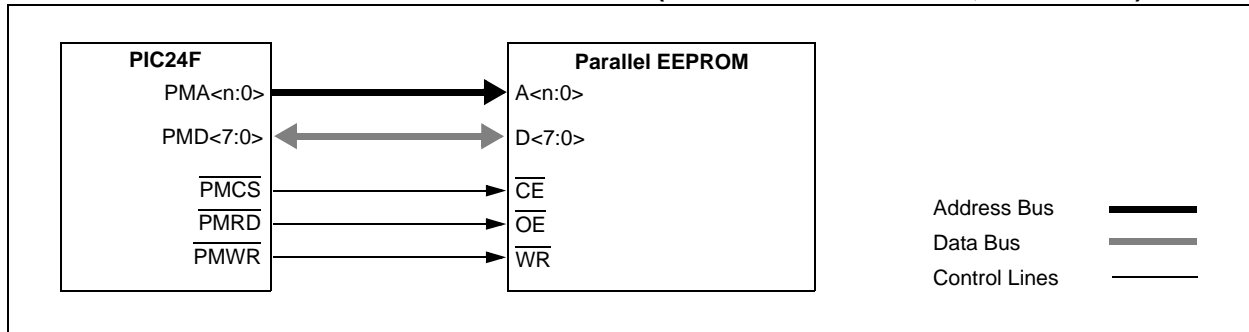 PIC24F
Parallel EEPROM
PMA<n:0>
A<n:0>
PMD<7:0>
D<7:0>
PMCS
CE
PMRD
OE
PMWR
WR
Address Bus
Data Bus
Control Lines